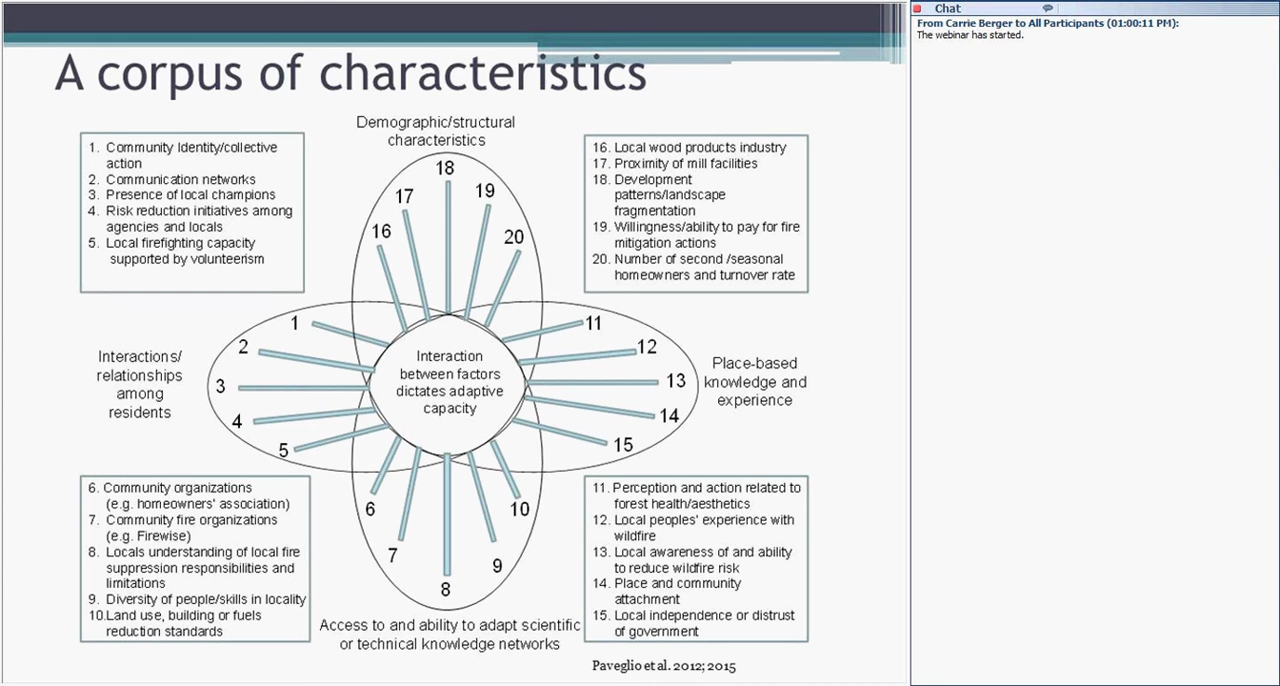 A corpus of characteristics
Demographic/structural
characteristics
1. Community Identity/collective
action
2. Communication networks
3. Presence of local champions
4. Risk reduction initiatives among
agencies and locals
5. Local firefighting capacity
supported by volunteerism
16. Local wood products industry
17. Proximity of mill facilities
18. Development
patterns/landscape
fragmentation
19. Willingness/ability to pay for fire
mitigation actions
20. Number of second /seasonal
homeowners and turnover rate
16
17
18
19
20
Interactions/
relationships
among
residents
1
2
3
4
5
Interaction
between factors
dictates adaptive
capacity
11
12
13
14
15
Place-based
knowledge and
experience
6
7
8
9
10
6. Community organizations
(e.g. homeowners' association)
7. Community fire organizations
(e.g. Firewise)
8. Locals understanding of local fire
suppression responsibilities and
limitations
9. Diversity of people/skills in locality
10.Land use, building or fuels
reduction standards
11. Perception and action related to
forest health/aesthetics
12. Local peoples' experience with
wildfire
13. Local awareness of and ability
to reduce wildfire risk
14. Place and community
attachment
15. Local independence or distrust
of government
Access to and ability to adapt scientific
or technical knowledge networks
Paveglio et al. 2012; 2015
Chat
From Carrie Berger to All Participants (01:00:11 PM):
The webinar has started.